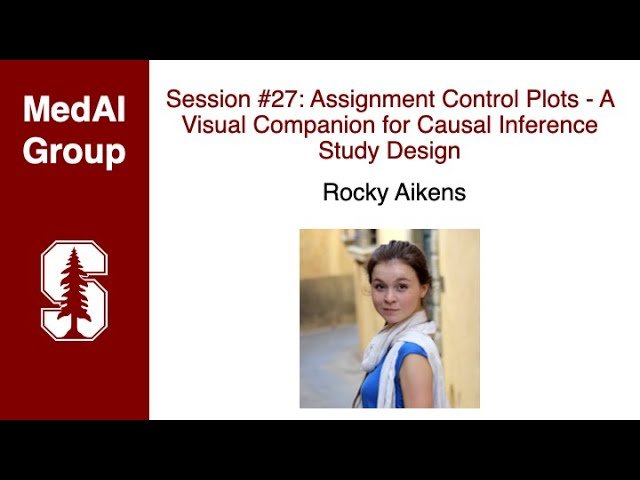 MedAI
Group
Session #27: Assignment Control Plots - A
Visual Companion for Causal Inference
Study Design
Rocky Aikens